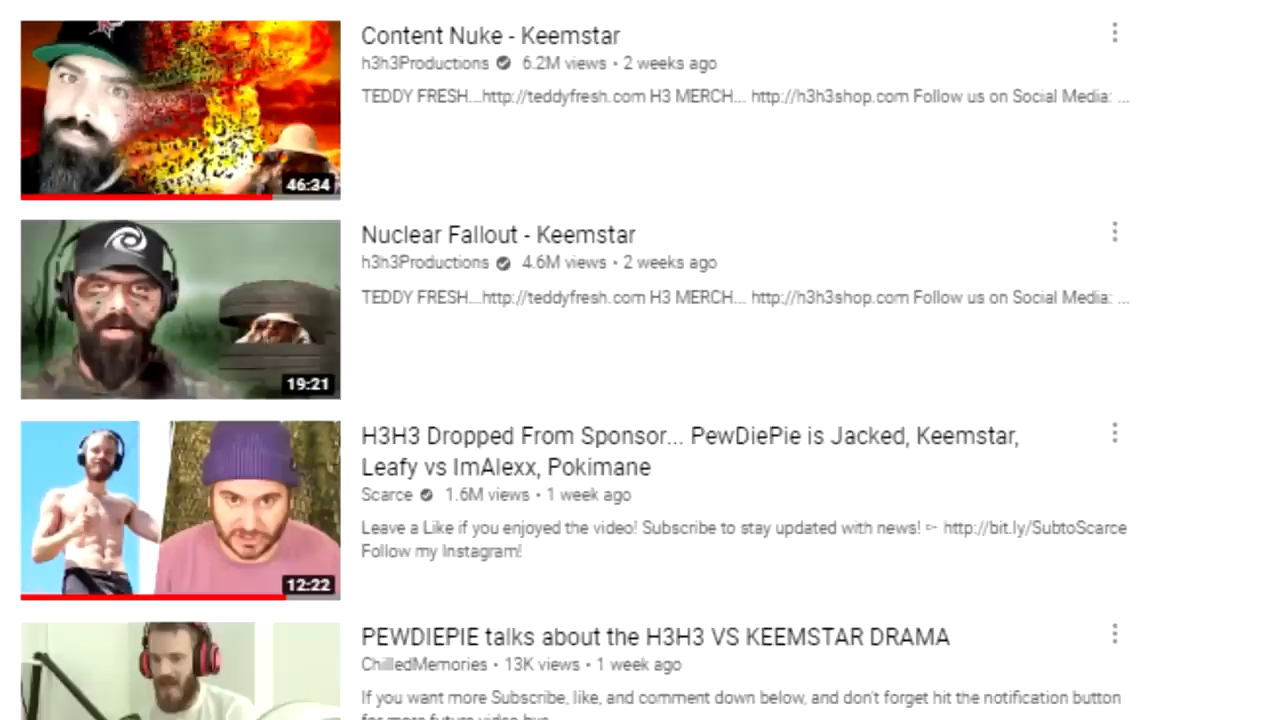 Content Nuke - Keemstar
h3h3Productions 6.2M views • 2 weeks ago
TEDDY FRESH....http://teddyfresh.com H3 MERCH... http://h3h3shop.com Follow us on Social Media: ...
46:34
Nuclear Fallout - Keemstar
h3h3Productions 4.6M views • 2 weeks ago
TEDDY FRESH....http://teddyfresh.com H3 MERCH... http://h3h3shop.com Follow us on Social Media: ...
19:21
H3H3 Dropped From Sponsor... PewDiePie is Jacked, Keemstar,
Leafy vs ImAlexx, Pokimane
Scarce 1.6M views • 1 week ago
Leave a Like if you enjoyed the video! Subscribe to stay updated with news! ➳ http://bit.ly/SubtoScarce
Follow my Instagram!
12:22
PEWDIEPIE talks about the H3H3 VS KEEMSTAR DRAMA
ChilledMemories • 13K views • 1 week ago
If you want more Subscribe, like, and comment down below, and don't forget hit the notification button
for more future video bye